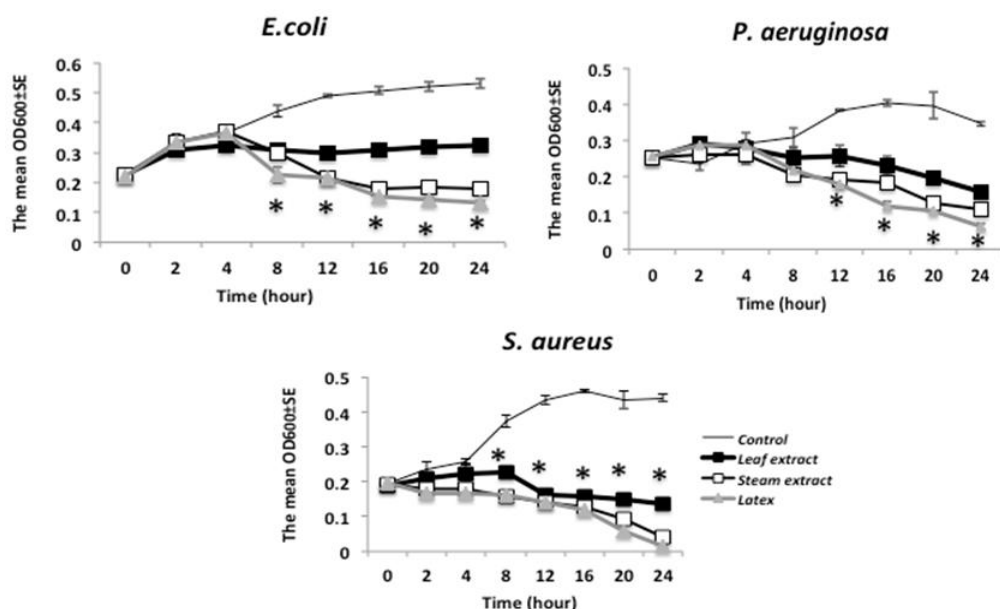 E.coli
The mean OD600±SE
0.6
0.5
0.4
0.3
0.2
0.1
0
* * * * *
0 2 4 8 12 16 20 24
Time (hour)
P. aeruginosa
The mean OD600±SE
0.5
0.4
0.3
0.2
0.1
0
* * * *
0 2 4 8 12 16 20 24
Time (hour)
S. aureus
The mean OD600±SE
0.5
0.4
0.3
0.2
0.1
0
* * * * *
0 2 4 8 12 16 20 24
Time (hour)
Control
Leaf extract
Steam extract
Latex